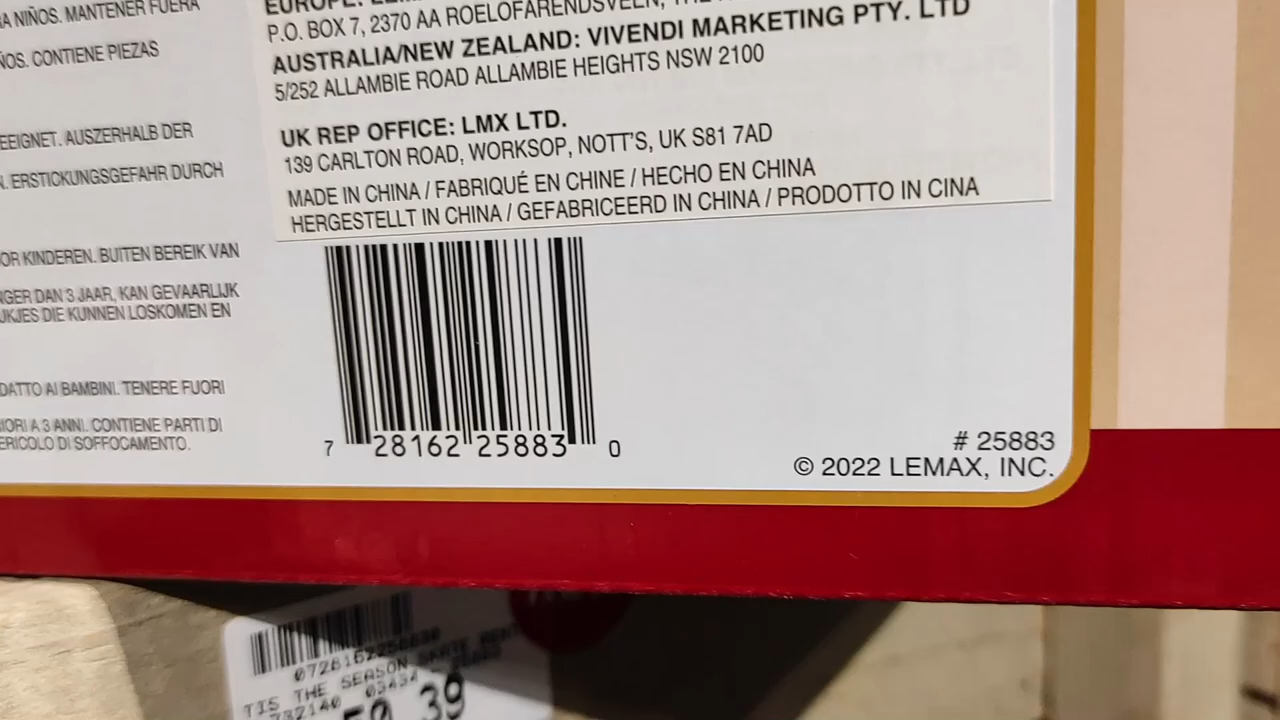 A NIÑOS. MANTENER FUERA
ÑOS. CONTIENE PIEZAS
EEIGNET. AUSZERHALB DER
N. ERSTICKUNGSGEFAHR DURCH
OR KINDEREN. BUITEN BEREIK VAN
NGER DAN 3 JAAR, KAN GEVAARLIJK
UKJES DIE KUNNEN LOSKOMEN EN
DATTO AI BAMBINI. TENERE FUORI
RIORI A 3 ANNI. CONTIENE PARTI DI
ERICOLO DI SOFFOCAMENTO.
EUROPE:
P.O. BOX 7, 2370 AA ROELOFARENDSVEEN,
AUSTRALIA/NEW ZEALAND: VIVENDI MARKETING PTY. LTD
5/252 ALLAMBIE ROAD ALLAMBIE HEIGHTS NSW 2100
UK REP OFFICE: LMX LTD.
139 CARLTON ROAD, WORKSOP, NOTT'S, UK S81 7AD
MADE IN CHINA / FABRIQUÉ EN CHINE / HECHO EN CHINA
HERGESTELLT IN CHINA / GEFABRICEERD IN CHINA / PRODOTTO IN CINA
7 28162 25883 0
# 25883
© 2022 LEMAX, INC.
TIS THE SEASON
03434